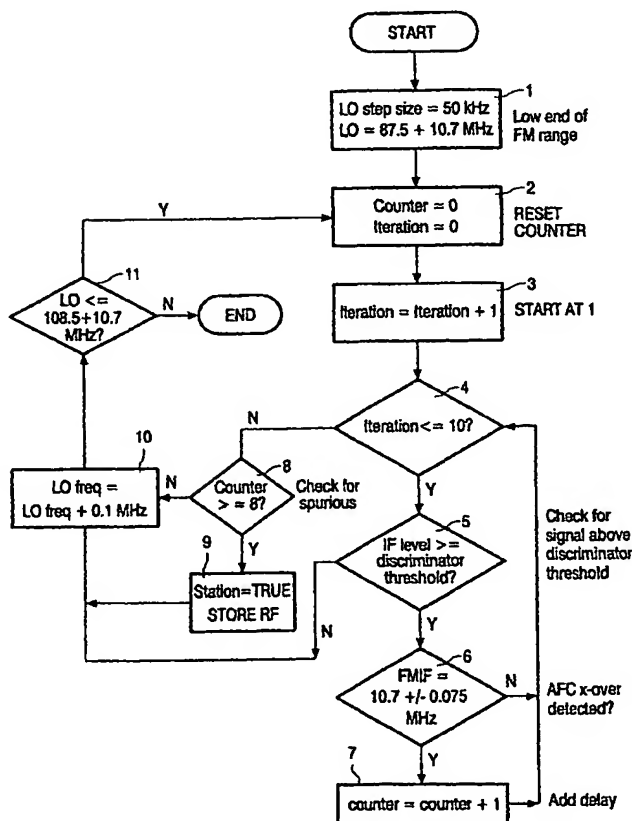 START
1
LO step size = 50 kHz
LO = 87.5 + 10.7 MHz
Low end of
FM range
2
Counter = 0
Iteration = 0
RESET
COUNTER
Y
11
LO <=
108.5+10.7
MHz?
N
END
3
Iteration = Iteration + 1
START AT 1
4
Iteration <= 10?
N
Y
10
LO freq =
LO freq + 0.1 MHz
N
8
Counter
> = 8?
Check for
spurious
Y
9
Station=TRUE
STORE RF
5
IF level >=
discriminator
threshold?
N
Y
Check for
signal above
discriminator
threshold
6
FMIF =
10.7 +/- 0.075
MHz
N
AFC x-over
detected?
Y
7
counter = counter + 1
Add delay